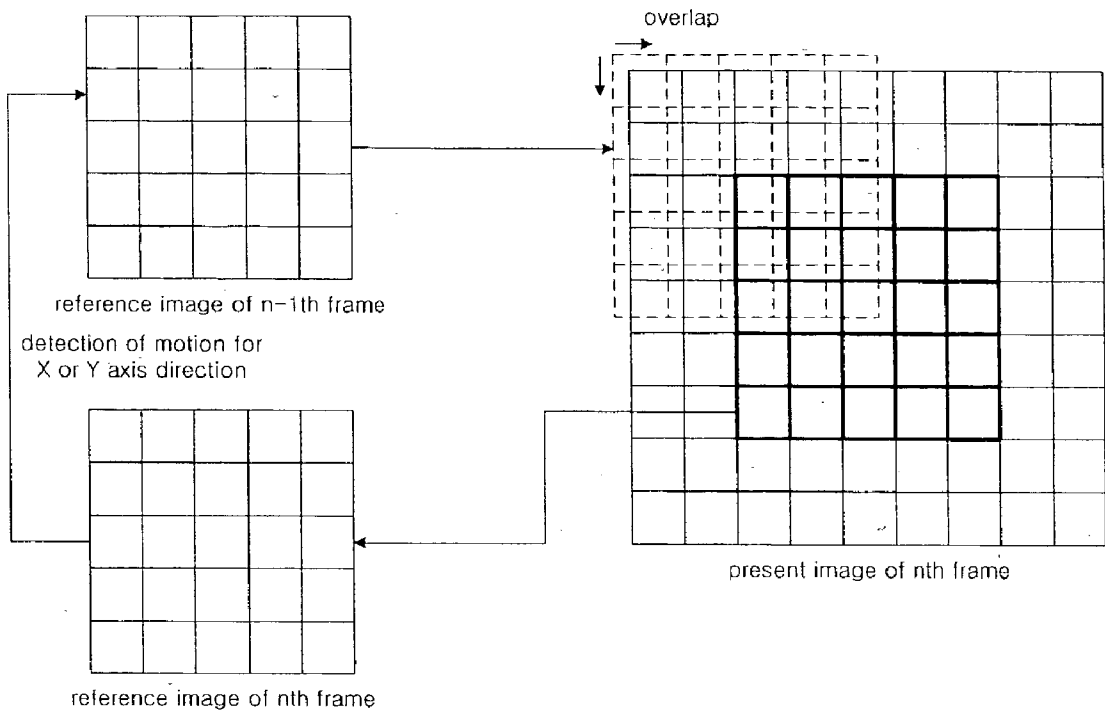 overlap
reference image of n-1th frame
detection of motion for
X or Y axis direction
present image of nth frame
reference image of nth frame